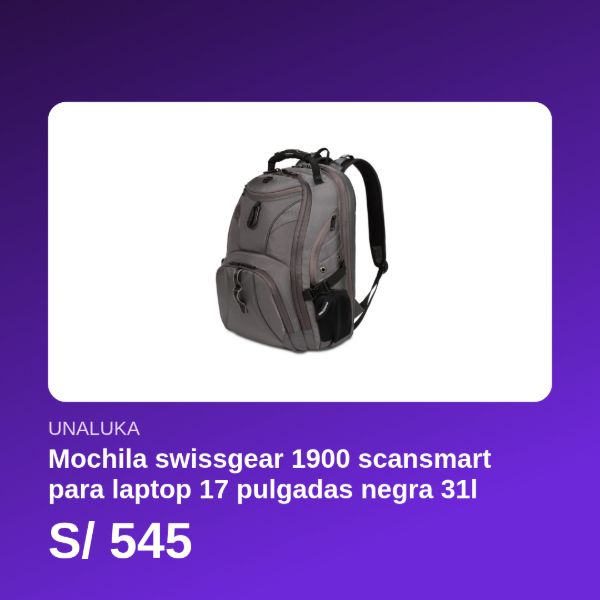 UNALUKA
Mochila swissgear 1900 scansmart
para laptop 17 pulgadas negra 31l
S/ 545